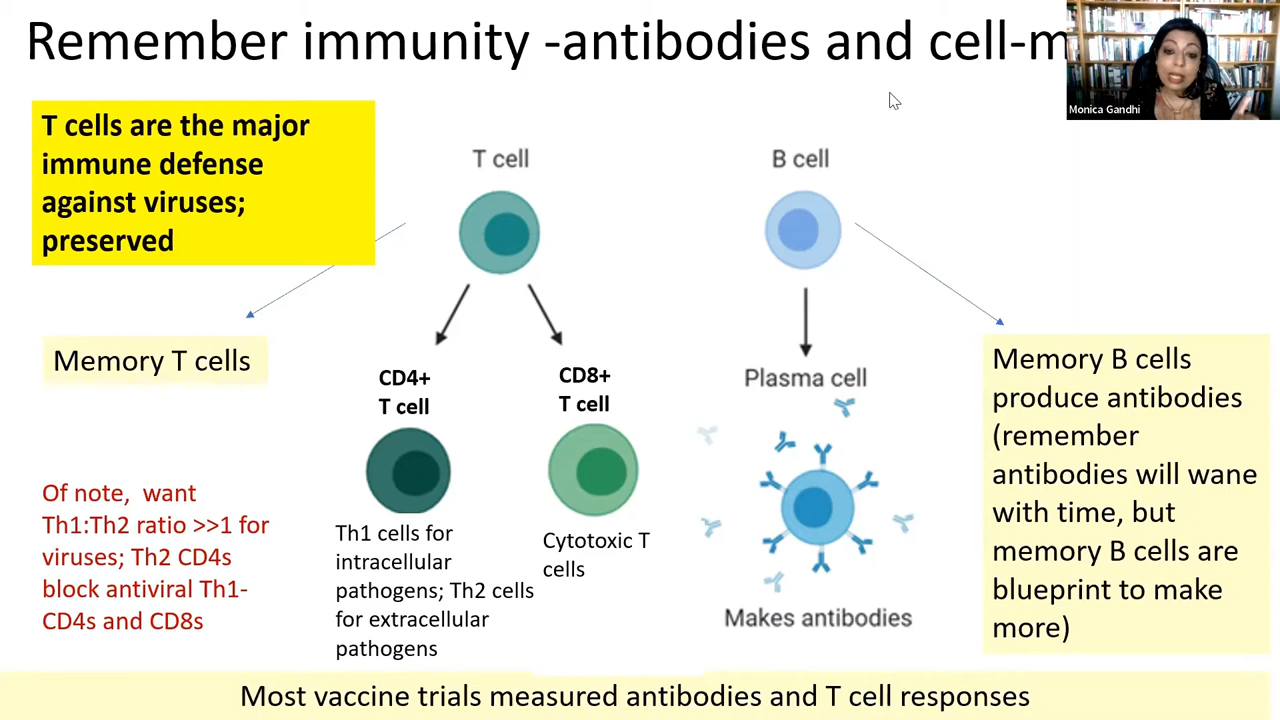 Remember immunity -antibodies and cell-m
Monica Gandhi
T cells are the major
immune defense
against viruses;
preserved
T cell
B cell
Memory T cells
CD4+
T cell
CD8+
T cell
Plasma cell
Memory B cells
produce antibodies
(remember
antibodies will wane
with time, but
memory B cells are
blueprint to make
more)
Of note, want
Th1:Th2 ratio >>1 for
viruses; Th2 CD4s
block antiviral Th1-
CD4s and CD8s
Th1 cells for
intracellular
pathogens; Th2 cells
for extracellular
pathogens
Cytotoxic T
cells
Makes antibodies
Most vaccine trials measured antibodies and T cell responses